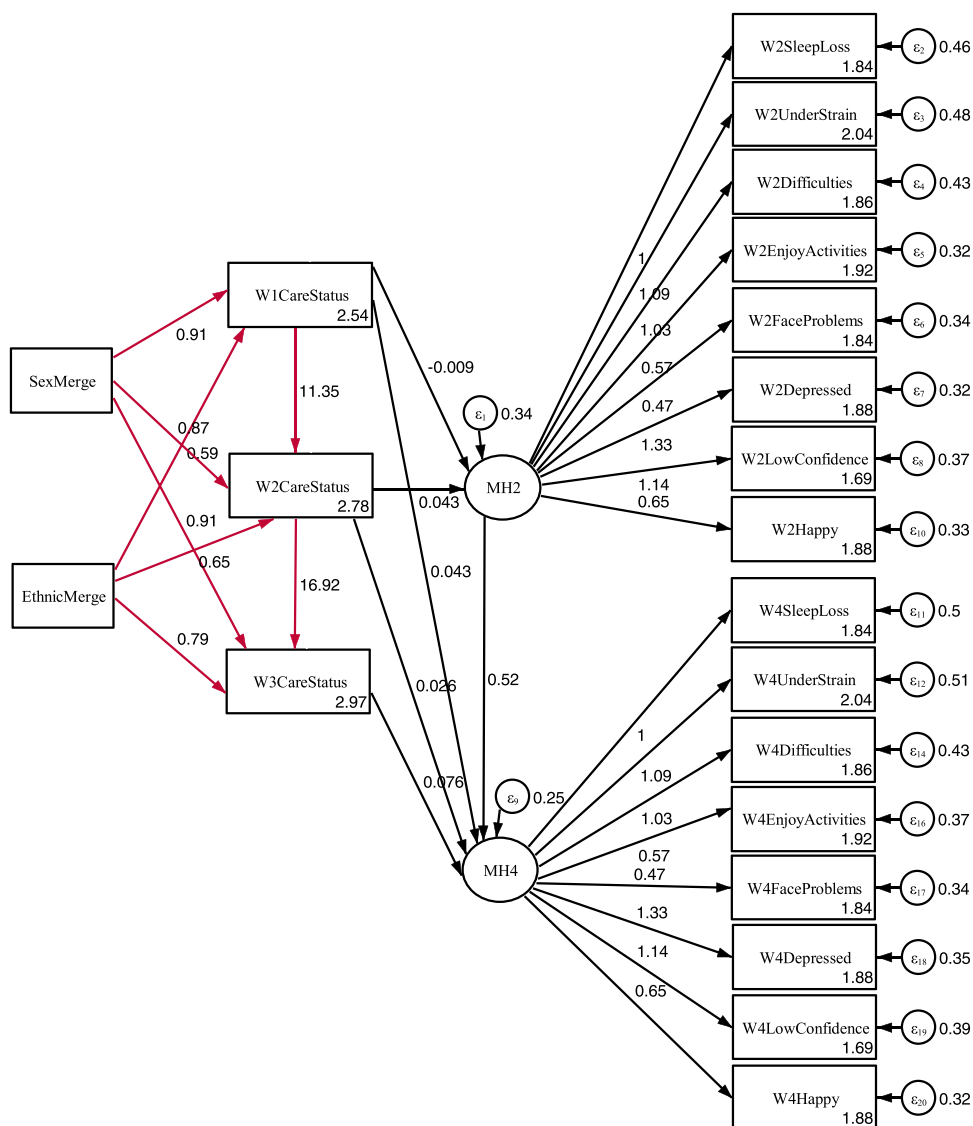 W2SleepLoss
1.84
ε2
0.46
W2UnderStrain
2.04
ε3
0.48
W2Difficulties
1.86
ε4
0.43
W2EnjoyActivities
1.92
ε5
0.32
W2FaceProblems
1.84
ε6
0.34
W2Depressed
1.88
ε7
0.32
W2LowConfidence
1.69
ε8
0.37
W2Happy
1.88
ε10
0.33
1
1.09
1.03
0.57
0.47
1.33
1.14
0.65
W1CareStatus
2.54
SexMerge
0.91
11.35
-0.009
ε1
0.34
0.87
0.59
W2CareStatus
2.78
0.043
MH2
0.91
0.65
EthnicMerge
16.92
0.043
0.79
W3CareStatus
2.97
0.026
0.52
0.076
ε9
0.25
MH4
W4SleepLoss
1.84
ε11
0.5
W4UnderStrain
2.04
ε12
0.51
W4Difficulties
1.86
ε14
0.43
W4EnjoyActivities
1.92
ε16
0.37
W4FaceProblems
1.84
ε17
0.34
W4Depressed
1.88
ε18
0.35
W4LowConfidence
1.69
ε19
0.39
W4Happy
1.88
ε20
0.32
1
1.09
1.03
0.57
0.47
1.33
1.14
0.65